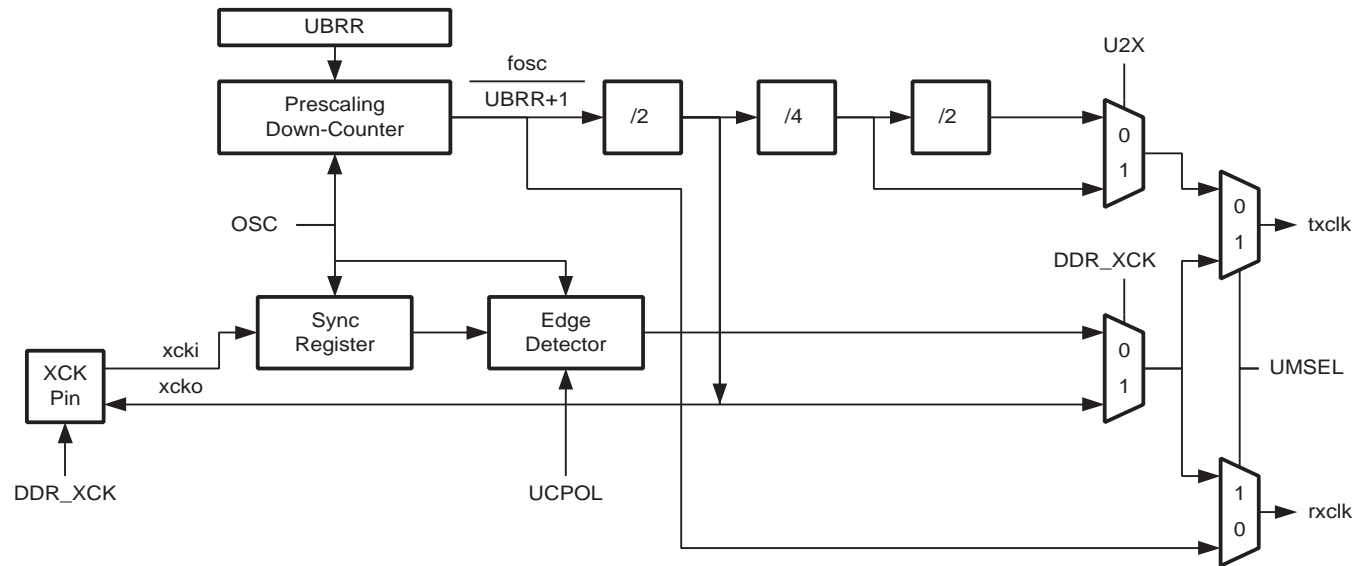 UBRR
U2X
fosc
Prescaling
Down-Counter
UBRR+1
/2
/4
/2
0
1
0
1
OSC
txclk
DDR_XCK
Sync
Register
Edge
Detector
xcki
0
1
UMSEL
XCK
Pin
xcko
DDR_XCK
UCPOL
1
0
rxclk